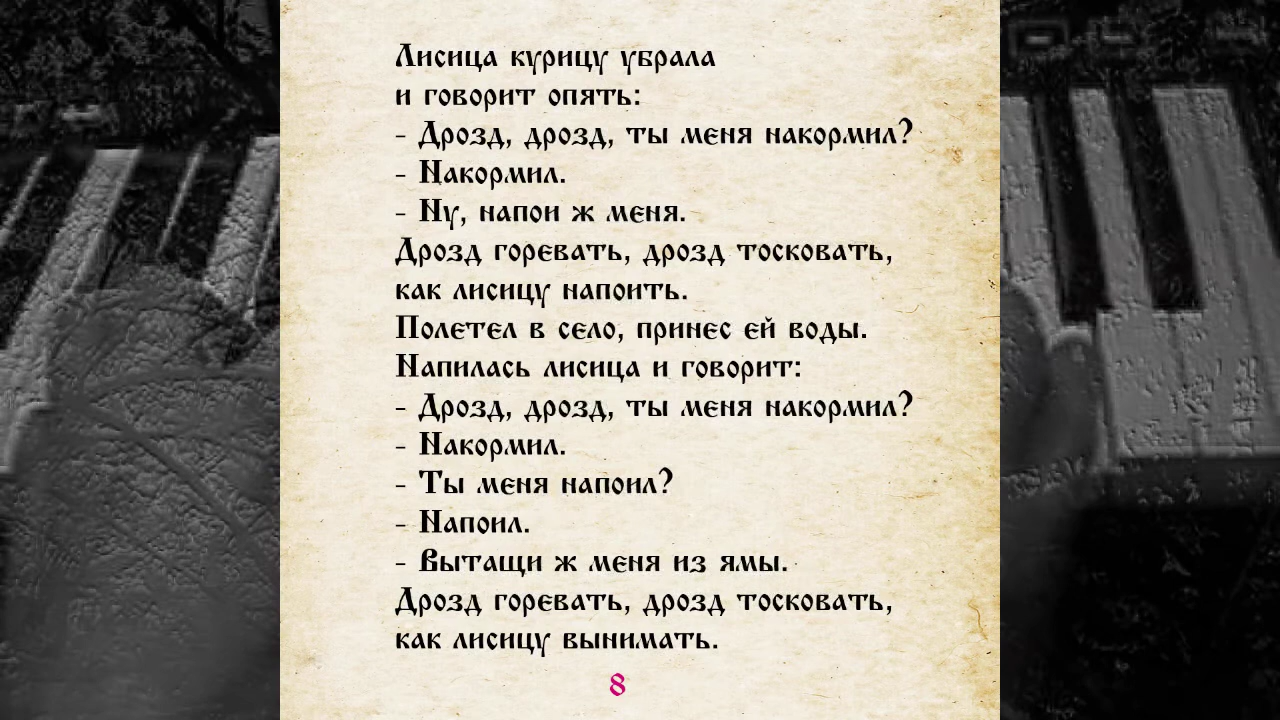 Лисица курицу убрала
и говорит опять:
- Дрозд, дрозд, ты меня накормил?
- Накормил.
- Ну, напои ж меня.
Дрозд горевать, дрозд тосковать,
как лисицу напоить.
Полетел в село, принес ей воды.
Напилась лисица и говорит:
- Дрозд, дрозд, ты меня накормил?
- Накормил.
- Ты меня напоил?
- Напоил.
- Вытащи ж меня из ямы.
Дрозд горевать, дрозд тосковать,
как лисицу вынимать.
8